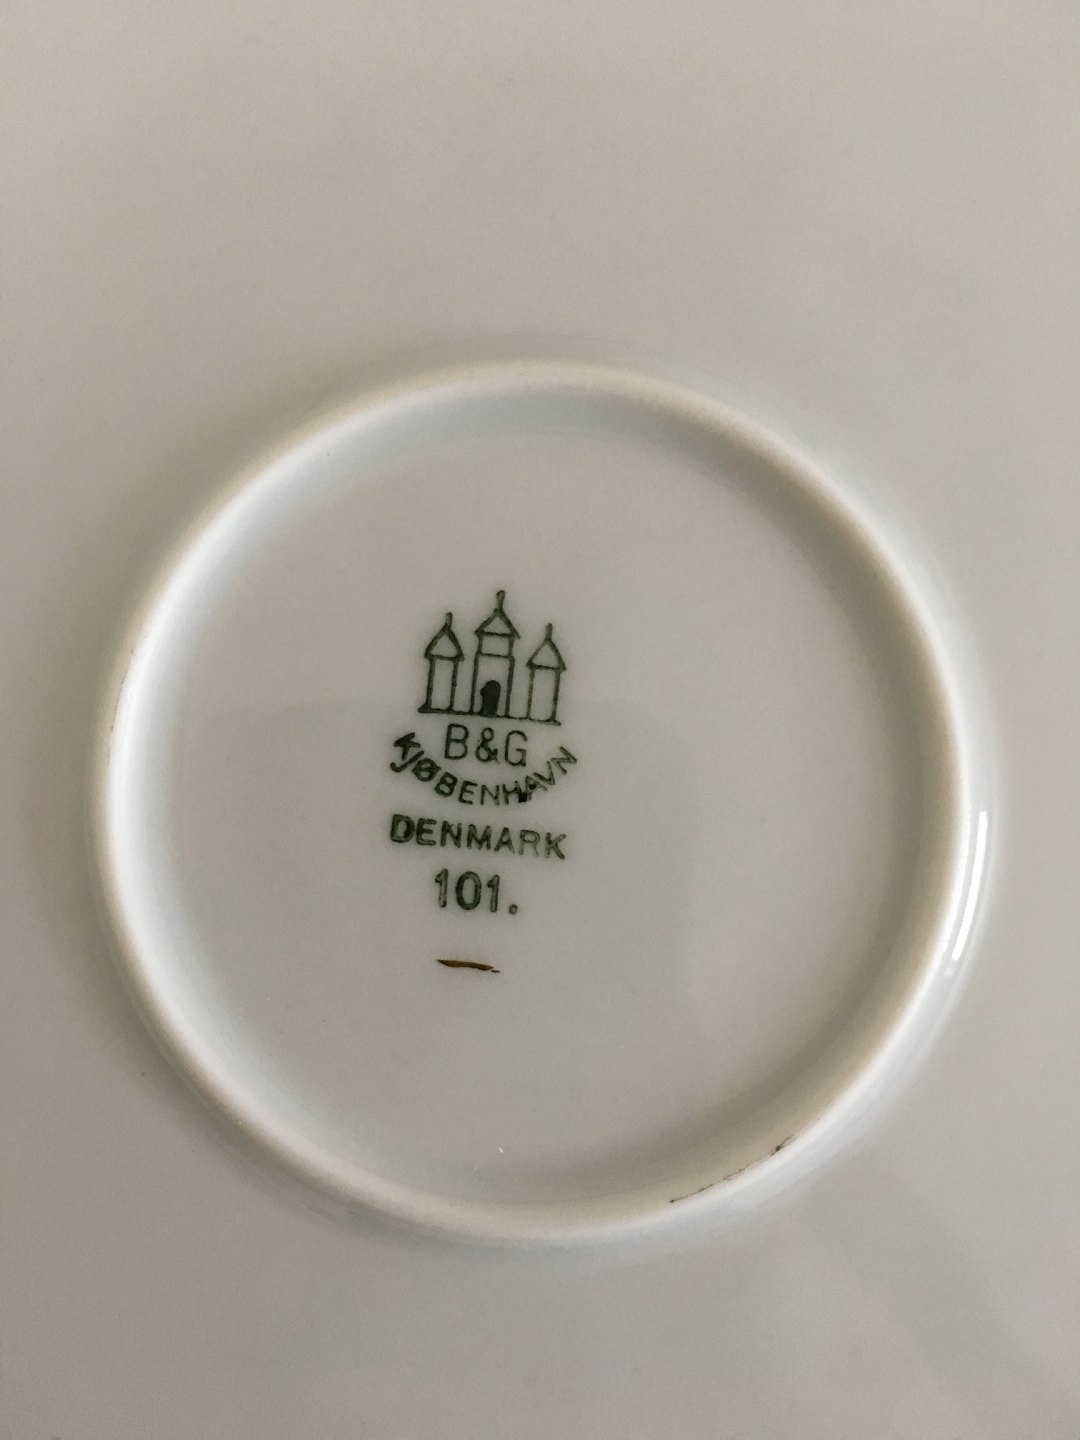 B&G
KJØBENHAVN
DENMARK
101.